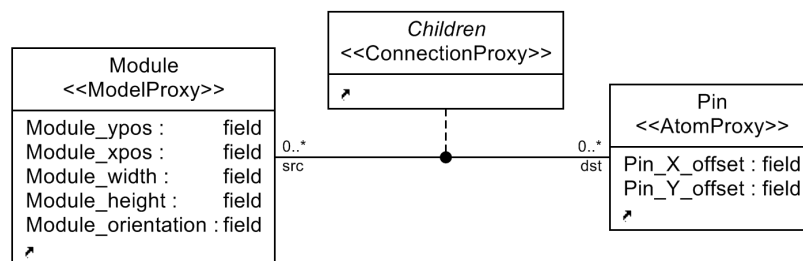 Children
<<ConnectionProxy>>
Module
<<ModelProxy>>
Module_ypos : field
Module_xpos : field
Module_width : field
Module_height : field
Module_orientation : field
0..*
src
0..*
dst
Pin
<<AtomProxy>>
Pin_X_offset : field
Pin_Y_offset : field